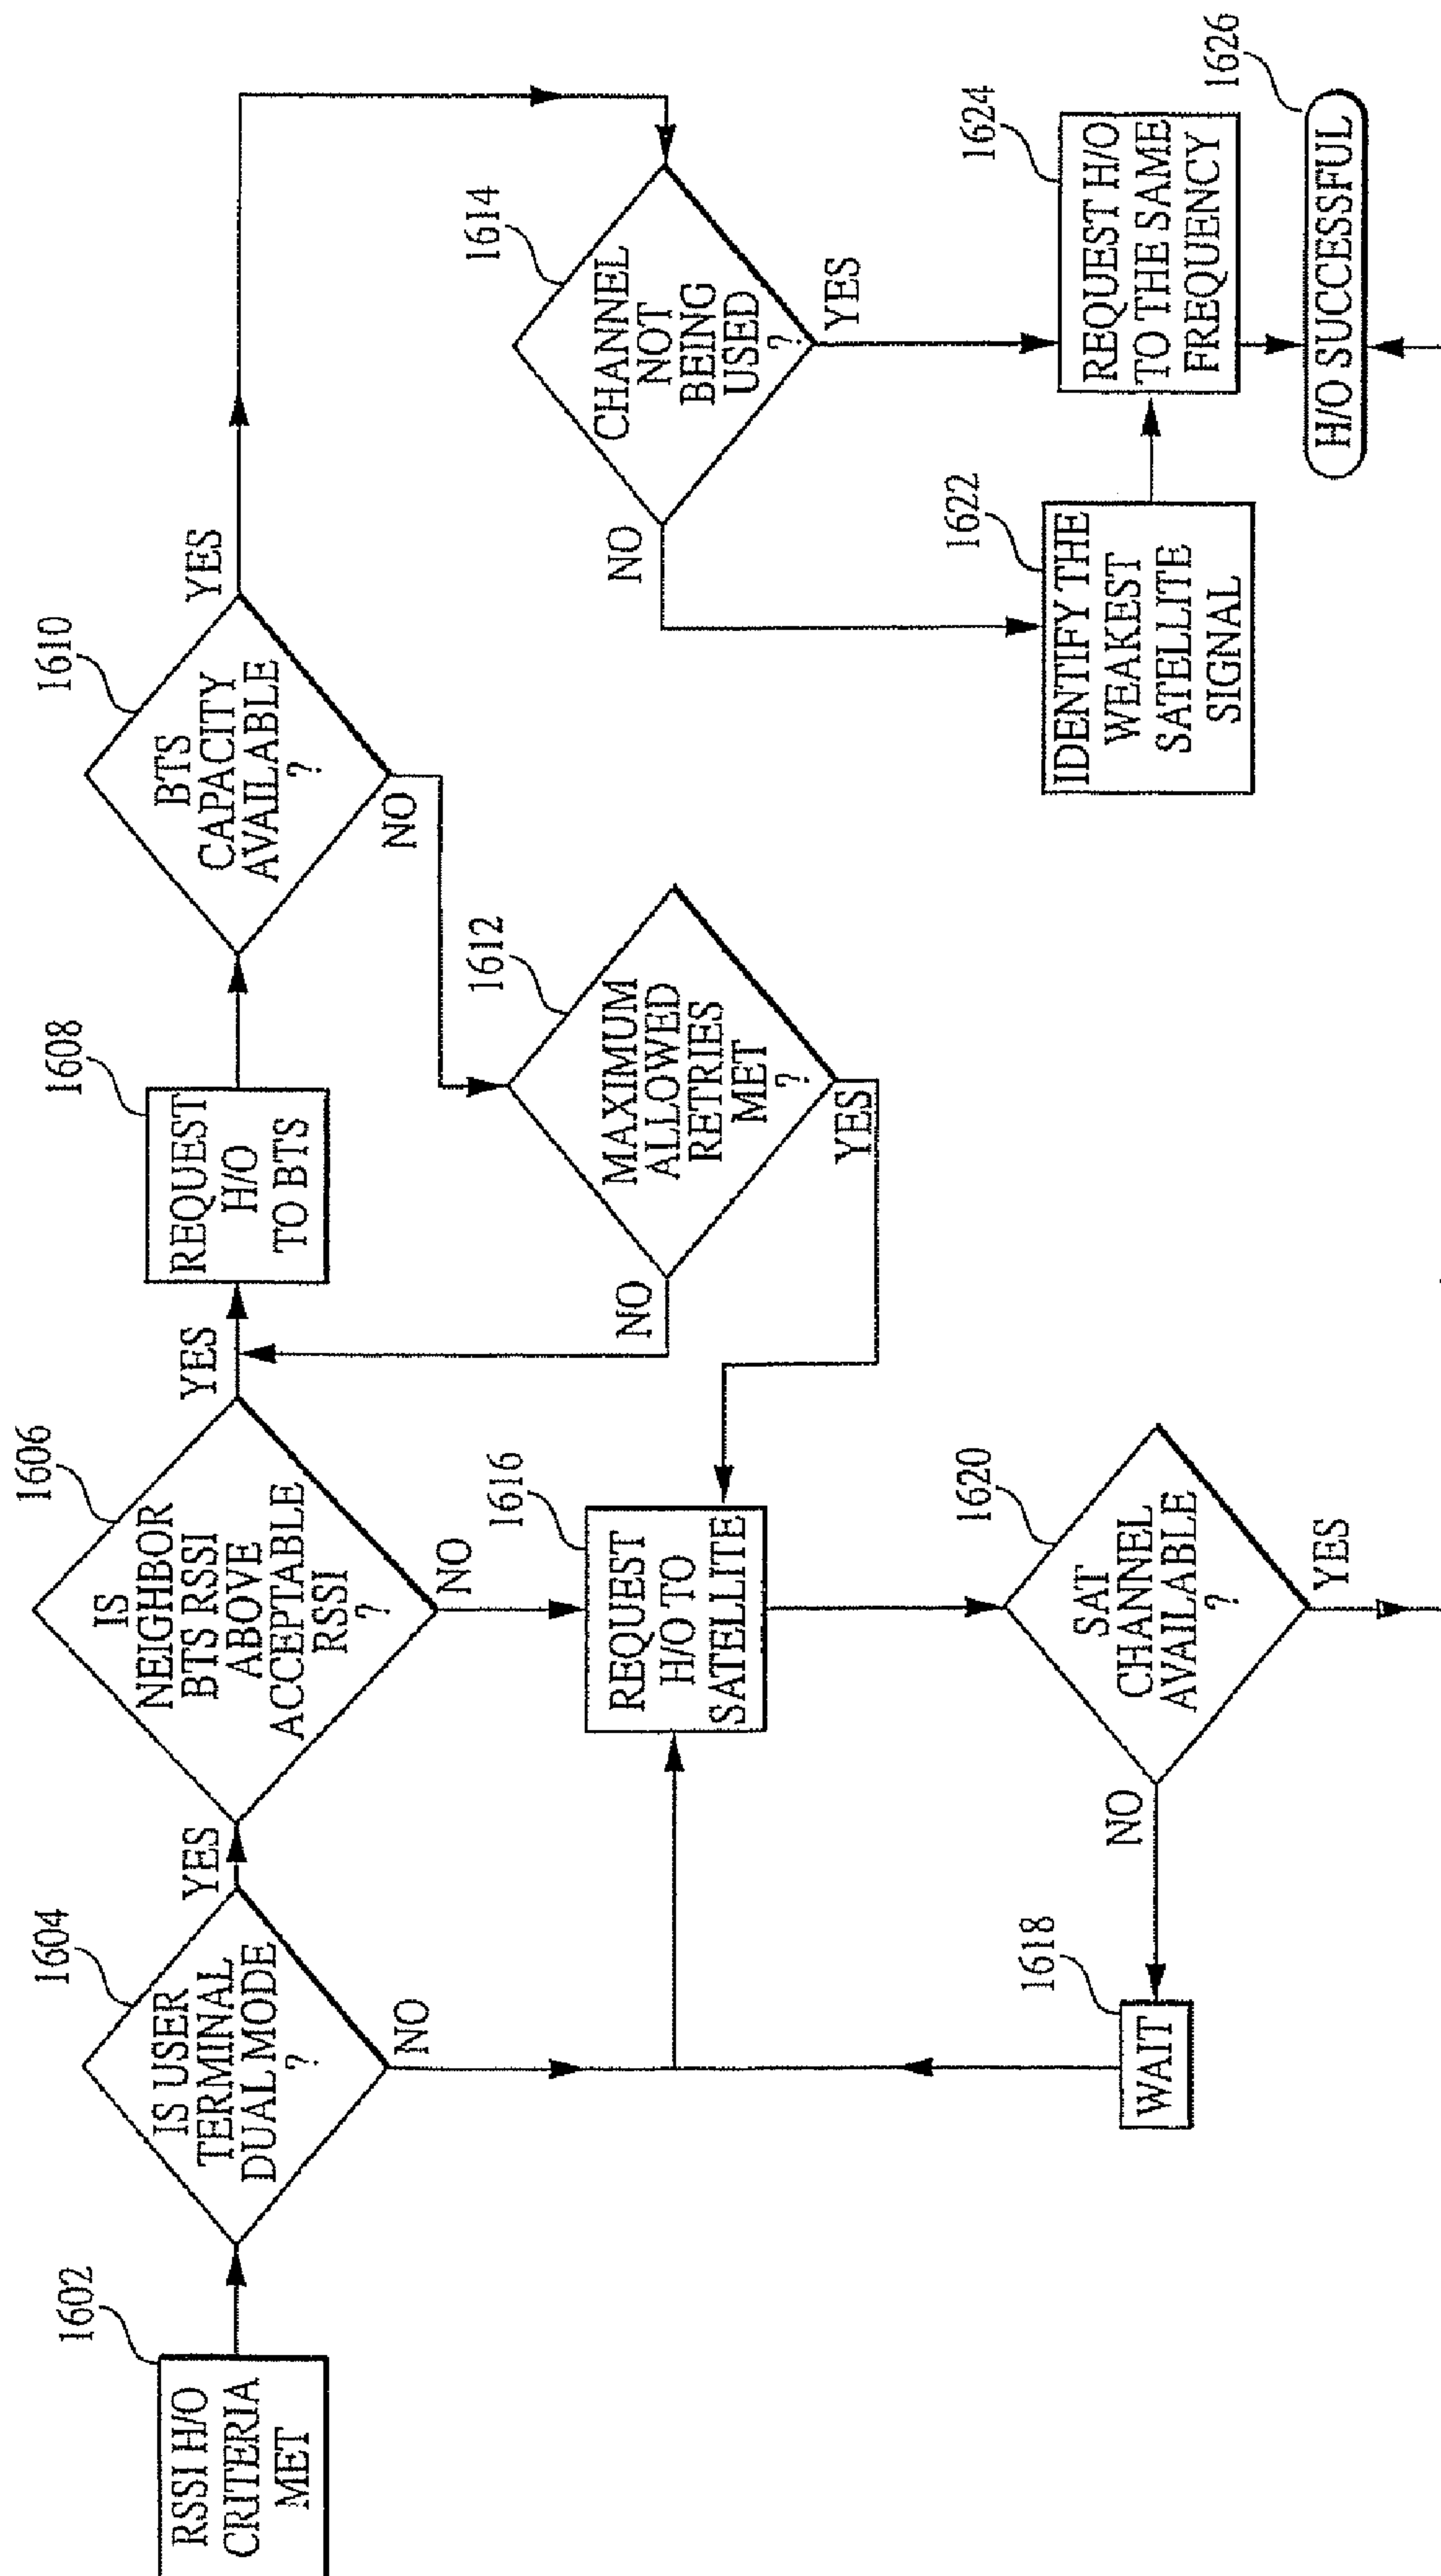 1602
RSSI H/O
CRITERIA
MET
1604
IS USER
TERMINAL
DUAL MODE
?
YES
NO
1606
IS
NEIGHBOR
BTS RSSI
ABOVE
ACCEPTABLE
RSSI
?
YES
NO
1608
REQUEST
H/O
TO BTS
1610
BTS
CAPACITY
AVAILABLE
?
YES
NO
1612
MAXIMUM
ALLOWED
RETRIES
MET
?
NO
YES
1614
CHANNEL
NOT
BEING
USED
?
NO
YES
1616
REQUEST
H/O TO
SATELLITE
1618
WAIT
1620
SAT
CHANNEL
AVAILABLE
?
NO
YES
1622
IDENTIFY THE
WEAKEST
SATELLITE
SIGNAL
1624
REQUEST H/O
TO THE SAME
FREQUENCY
1626
H/O SUCCESSFUL